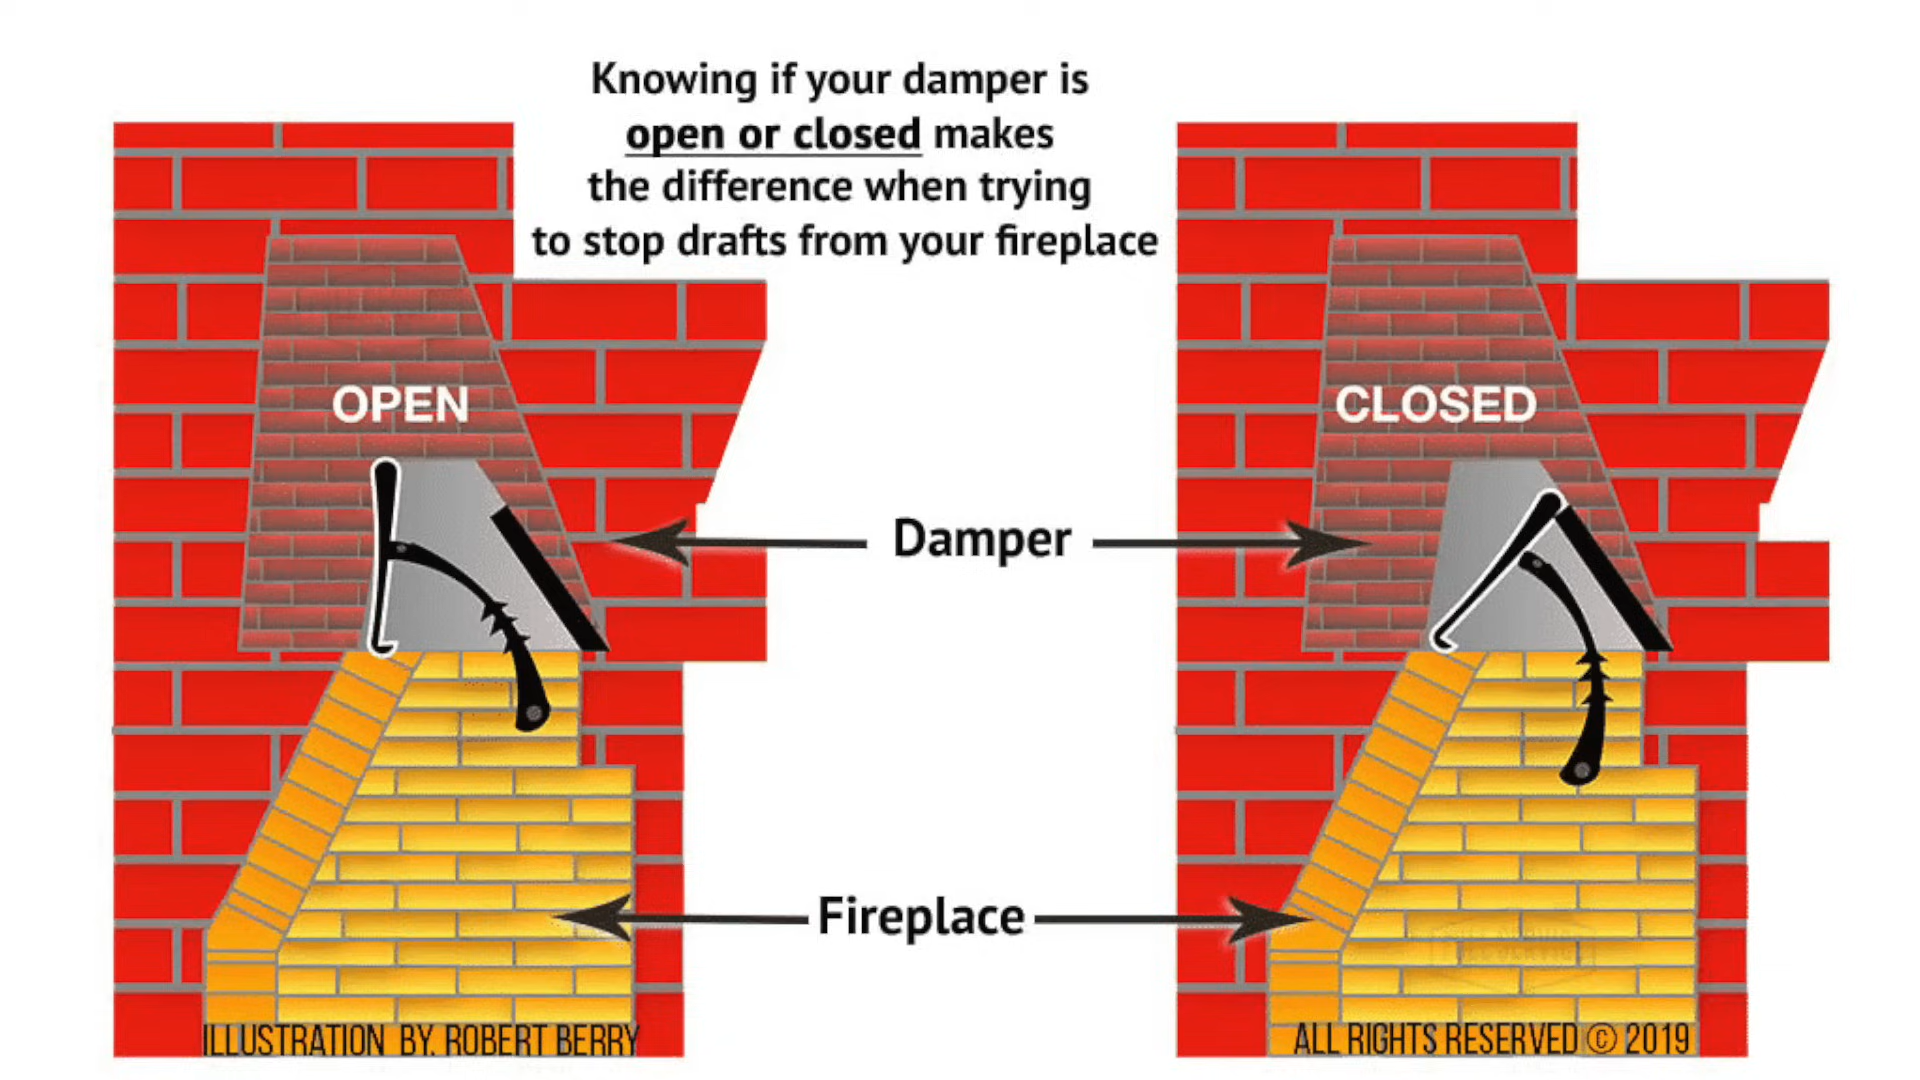 Knowing if your damper is
open or closed makes
the difference when trying
to stop drafts from your fireplace
OPEN
CLOSED
Damper
Fireplace
ILLUSTRATION BY. ROBERT BERRY
ALL RIGHTS RESERVED © 2019